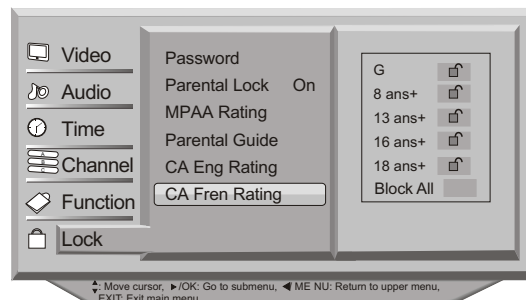 Video
Audio
Time
Channel
Function
Lock
Password
Parental Lock On
MPAA Rating
Parental Guide
CA Eng Rating
CA Fren Rating
G
8 ans+
13 ans+
16 ans+
18 ans+
Block All
: Move cursor, ►/OK: Go to submenu, ◄ ME NU: Return to upper menu,
EXIT: Exit main menu